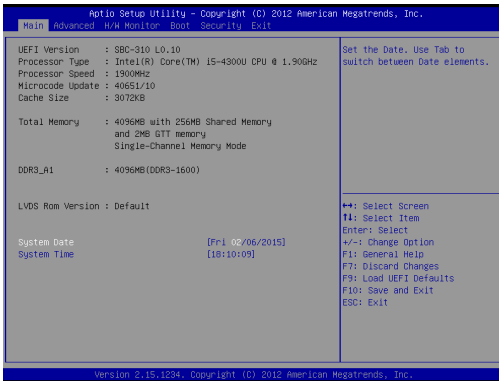 Aptio Setup Utility – Copyright (C) 2012 American Megatrends, Inc.
Main Advanced H/W Monitor Boot Security Exit
UEFI Version : SBC-310 L0.10
Processor Type : Intel(R) Core(TM) i5-4300U CPU @ 1.90GHz
Processor Speed : 1900MHz
Microcode Update : 40651/10
Cache Size : 3072KB
Total Memory : 4096MB with 256MB Shared Memory
and 2MB GTT memory
Single-Channel Memory Mode
DDR3_A1 : 4096MB(DDR3-1600)
LVDS Rom Version : Default
System Date [Fri 02/06/2015]
System Time [18:10:09]
Set the Date. Use Tab to
switch between Date elements.
↔: Select Screen
↑↓: Select Item
Enter: Select
+/-: Change Option
F1: General Help
F7: Discard Changes
F9: Load UEFI Defaults
F10: Save and Exit
ESC: Exit
Version 2.15.1234. Copyright (C) 2012 American Megatrends, Inc.